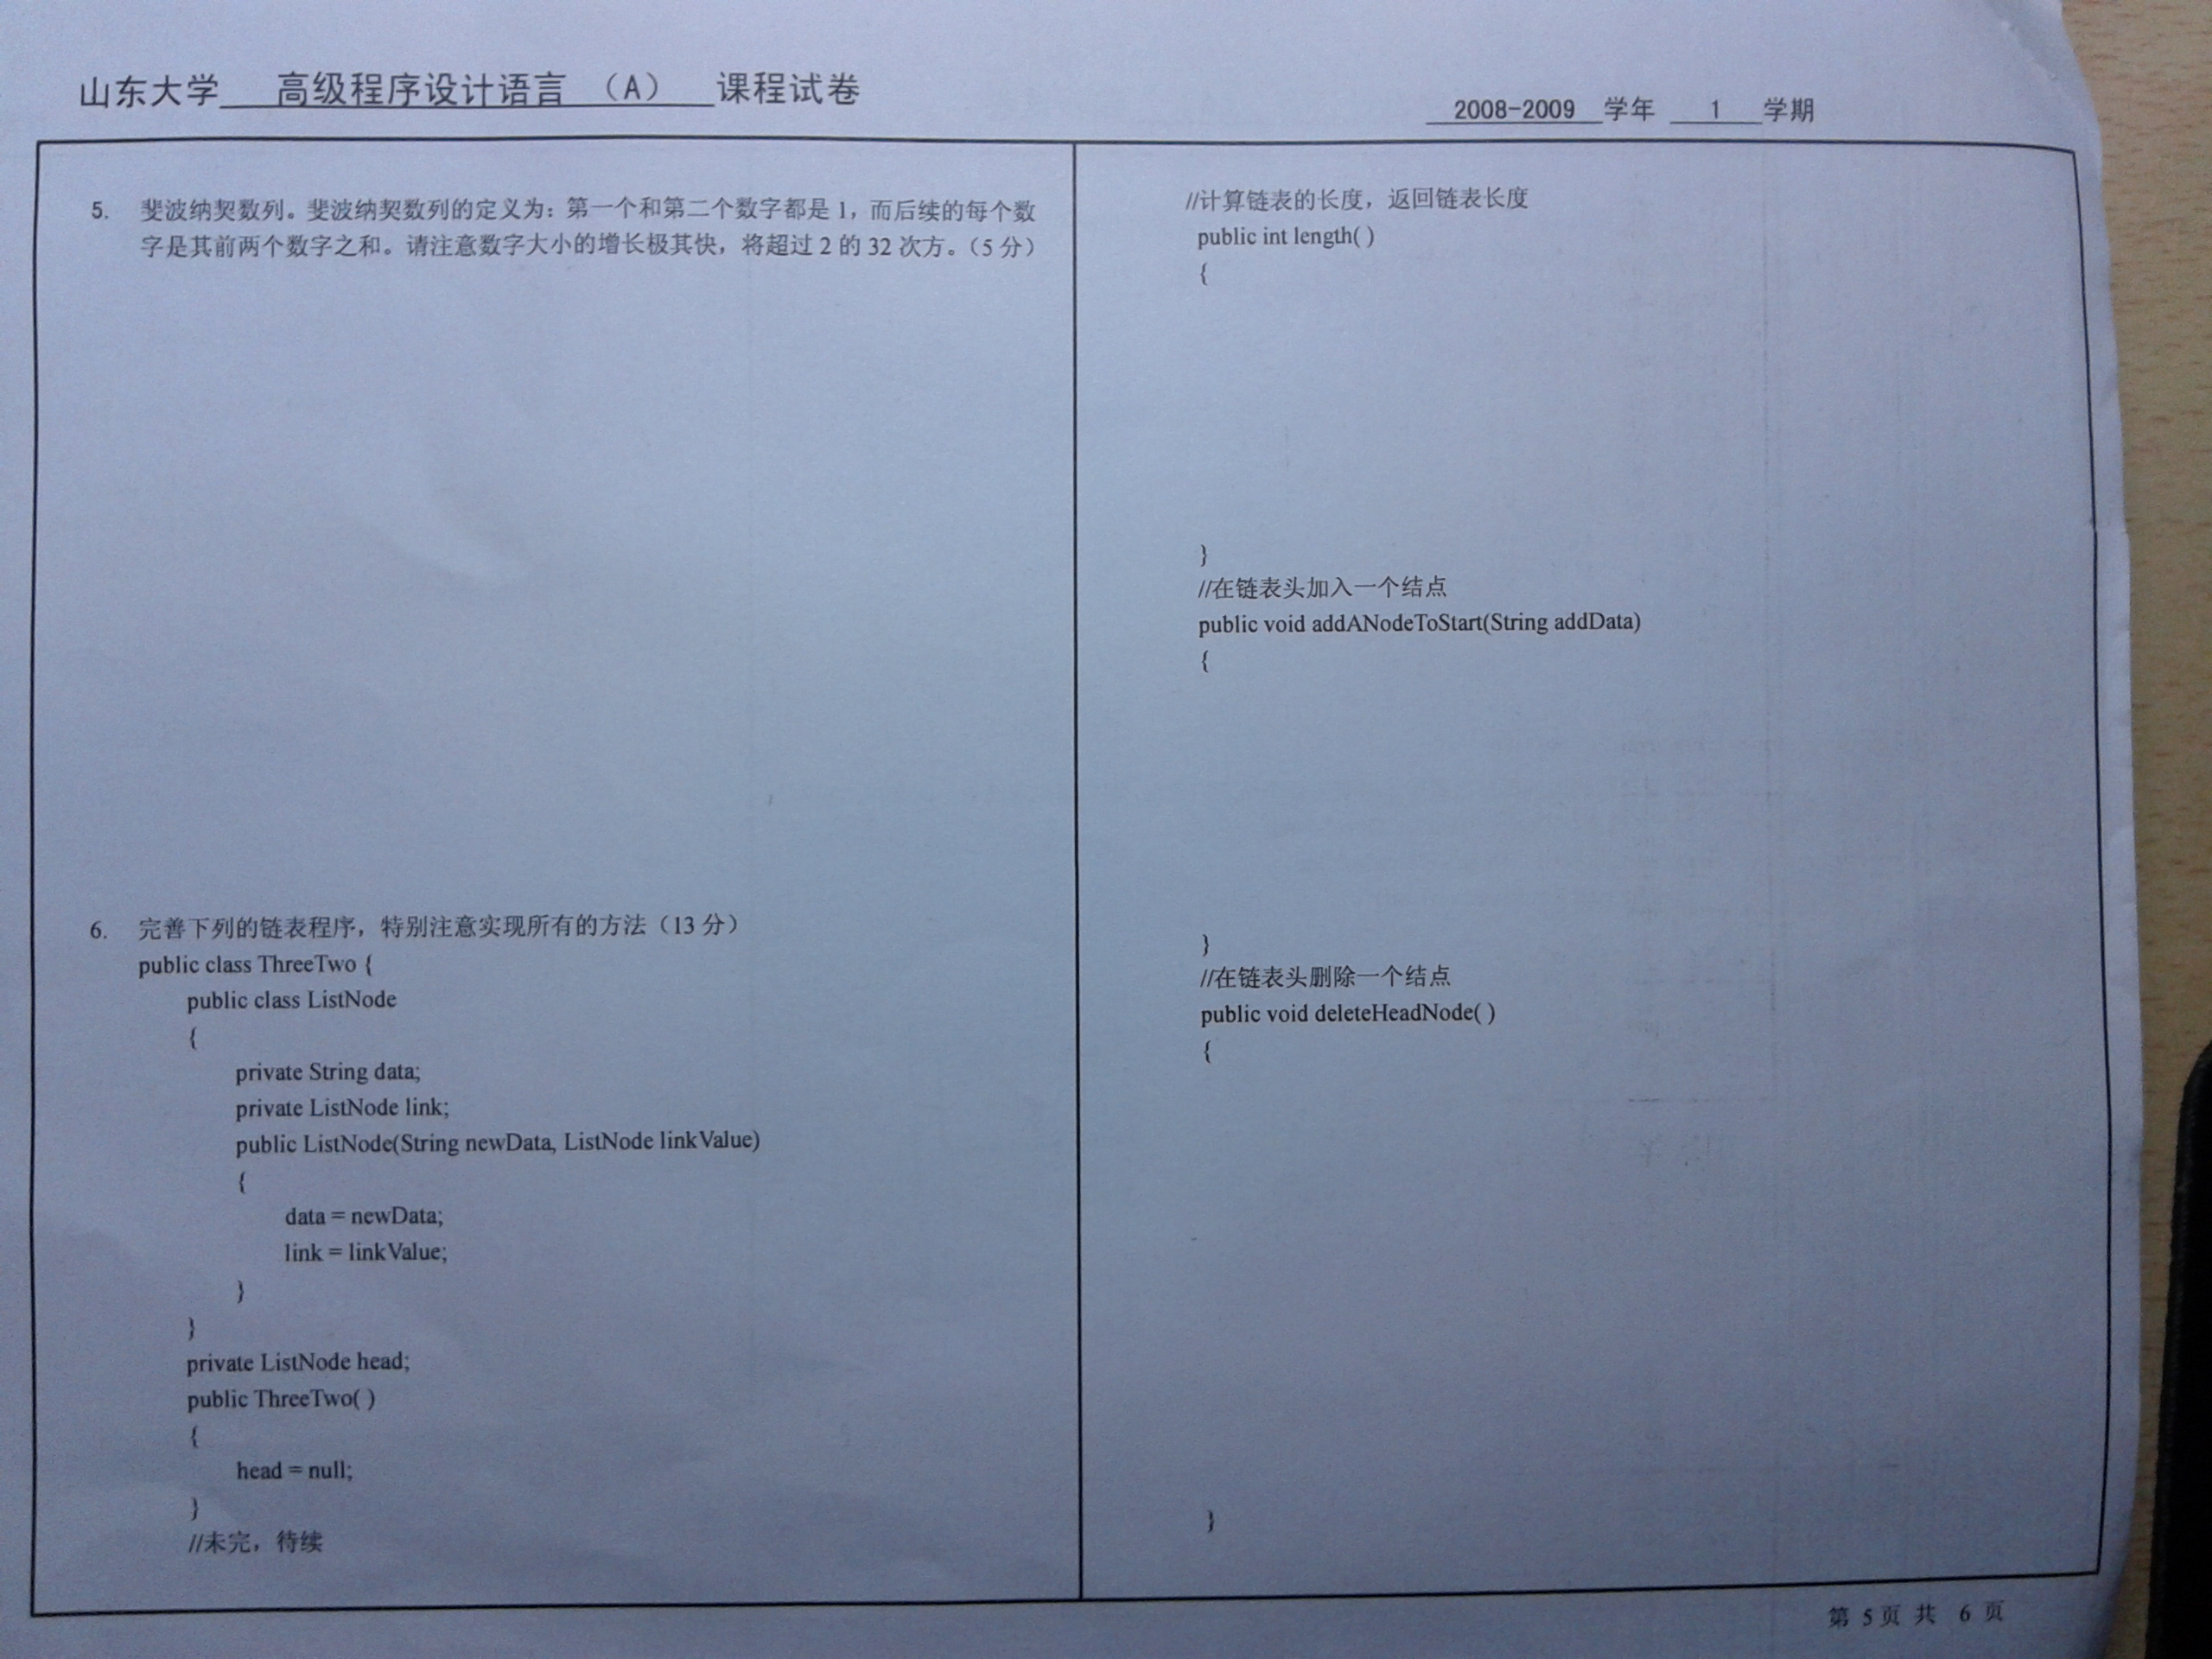 山东大学 高级程序设计语言 （A） 课程试卷
2008-2009 学年 1 学期
5. 斐波纳契数列。斐波纳契数列的定义为：第一个和第二个数字都是 1，而后续的每个数
字是其前两个数字之和。请注意数字大小的增长极其快，将超过 2 的 32 次方。（5 分）
6. 完善下列的链表程序，特别注意实现所有的方法（13 分）
public class ThreeTwo {
public class ListNode
{
private String data;
private ListNode link;
public ListNode(String newData, ListNode linkValue)
{
data = newData;
link = linkValue;
}
}
private ListNode head;
public ThreeTwo( )
{
head = null;
}
//未完，待续
//计算链表的长度，返回链表长度
public int length( )
{
}
//在链表头加入一个结点
public void addANodeToStart(String addData)
{
}
//在链表头删除一个结点
public void deleteHeadNode( )
{
}
第 5 页 共 6 页